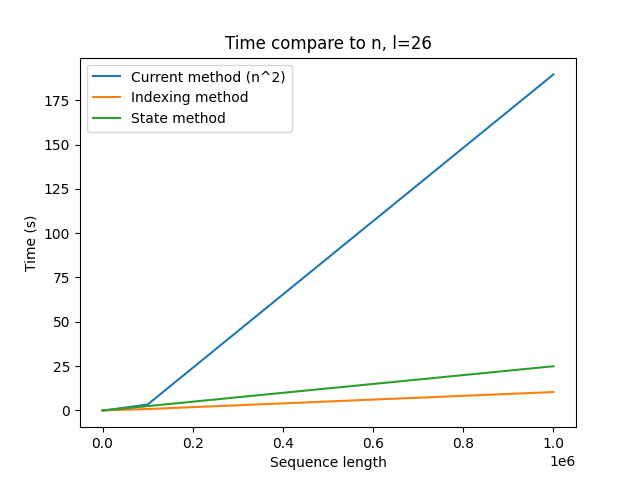 Time compare to n, l=26
Current method (n^2)
Indexing method
State method
Time (s)
175
150
125
100
75
50
25
0
0.0 0.2 0.4 0.6 0.8 1.0
1e6
Sequence length